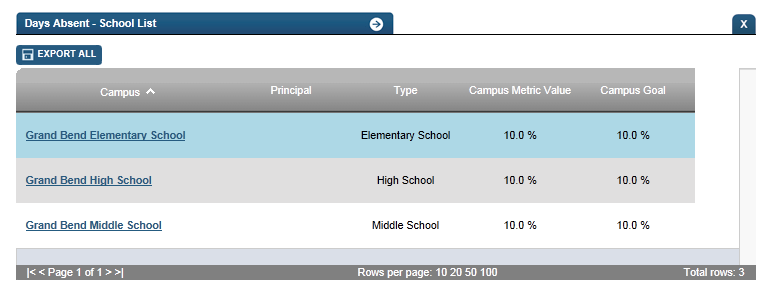 Days Absent - School List
X
EXPORT ALL
Campus Principal Type Campus Metric Value Campus Goal
Grand Bend Elementary School Elementary School 10.0 % 10.0 %
Grand Bend High School High School 10.0 % 10.0 %
Grand Bend Middle School Middle School 10.0 % 10.0 %
|< < Page 1 of 1 > >| Rows per page: 10 20 50 100 Total rows: 3